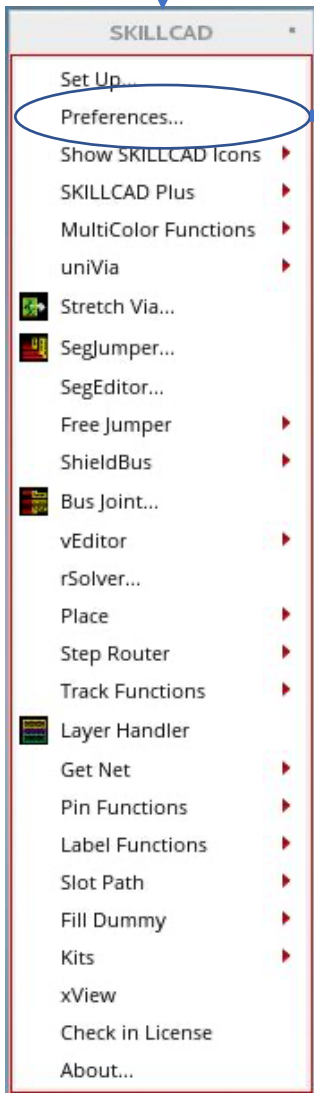 SKILLCAD
Set Up...
Preferences...
Show SKILLCAD Icons
SKILLCAD Plus
MultiColor Functions
uniVia
Stretch Via...
SegJumper...
SegEditor...
Free Jumper
ShieldBus
Bus Joint...
vEditor
rSolver...
Place
Step Router
Track Functions
Layer Handler
Get Net
Pin Functions
Label Functions
Slot Path
Fill Dummy
Kits
xView
Check in License
About...